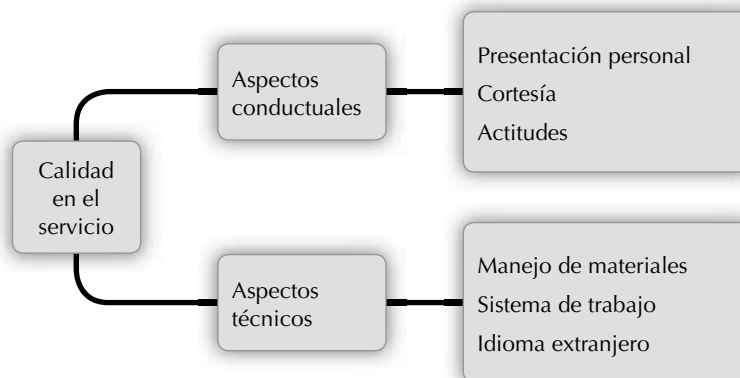 Calidad
en el
servicio
Aspectos
conductuales
Presentación personal
Cortesía
Actitudes
Aspectos
técnicos
Manejo de materiales
Sistema de trabajo
Idioma extranjero